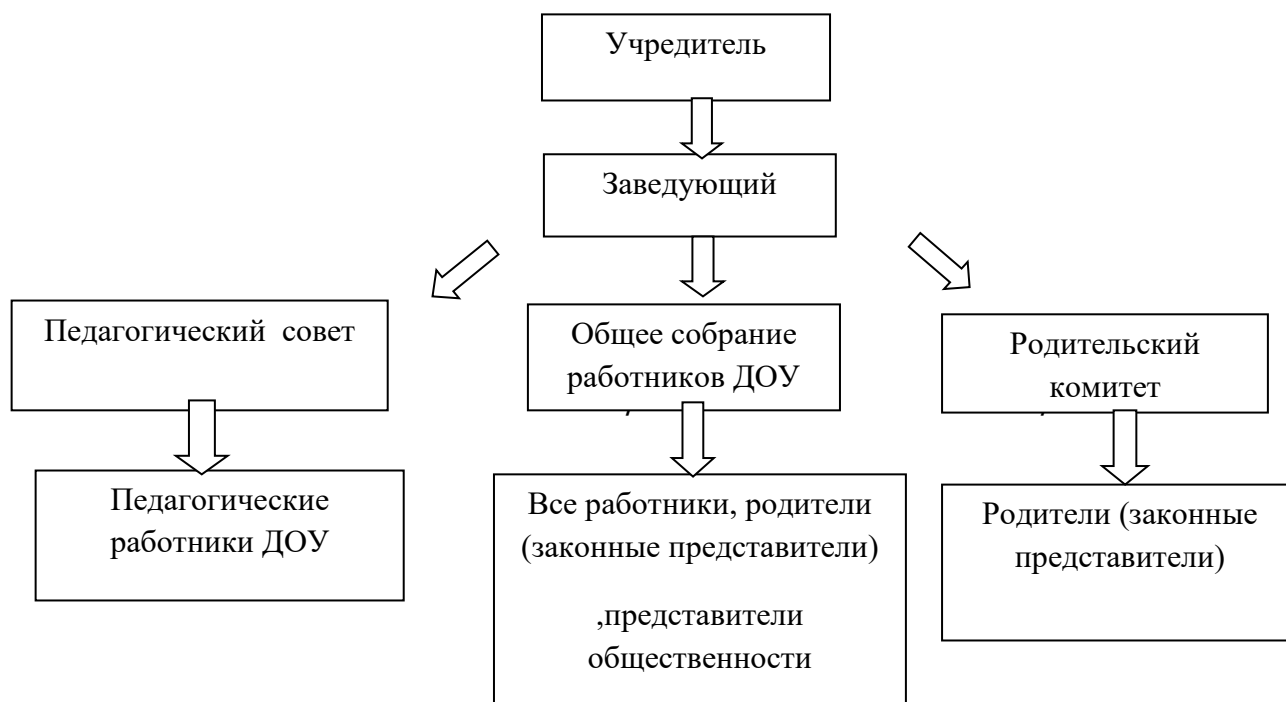 Учредитель
Заведующий
Педагогический совет
Общее собрание
работников ДОУ
Родительский
комитет
Педагогические
работники ДОУ
Все работники, родители
(законные представители)
,представители
общественности
Родители (законные
представители)